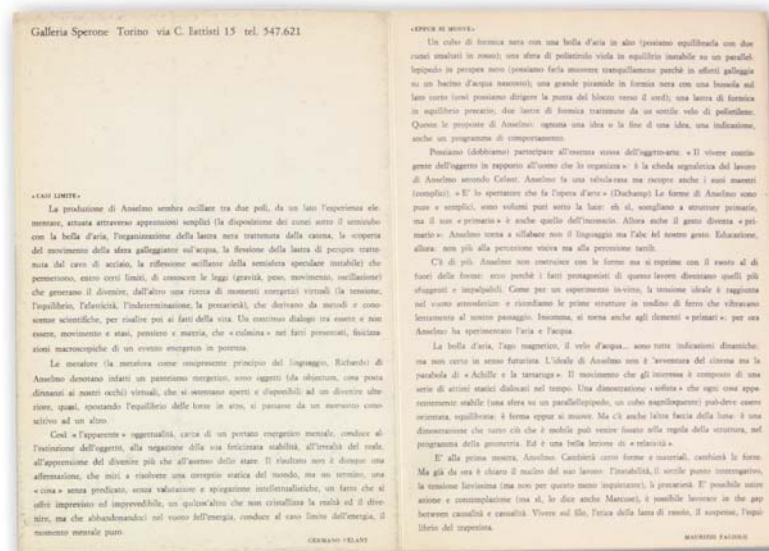 Galleria Sperone Torino via C. Battisti 15 tel. 547.621
«CASI LIMITE»
La produzione di Anselmo sembra oscillare tra due poli, da un lato l'esperienza ele-
mentare, attuata attraverso apprensioni semplici (la disposizione dei cunei sotto il semicubo
con la bolla d'aria, l'organizzazione della lastra nera trattenuta dalla catena, la scoperta
del movimento della sfera galleggiante sull'acqua, la flessione della lastra di perspex tratte-
nuta dal cavo di acciaio, la riflessione oscillante della semisfera speculare instabile) che
permettono, entro certi limiti, di conoscere le leggi (gravità, peso, movimento, oscillazione)
che generano il divenire, dall'altro una ricerca di momenti energetici virtuali (la tensione,
l'equilibrio, l'elasticità, l'indeterminazione, la precarietà), che derivano da metodi e cono-
scenze scientifiche, per risalire poi ai fatti della vita. Un continuo dialogo tra essere e non
essere, movimento e stasi, pensiero e materia, che «culmina» nei fatti presentati, fisicizza-
zioni macroscopiche di un evento energetico in potenza.
Le metafore (la metafora come onnipresente principio del linguaggio, Richards) di
Anselmo denotano infatti un panteismo energetico, sono oggetti (da objectum, cosa posta
dinnanzi ai nostri occhi) virtuali, che si ostentano aperti e disponibili ad un divenire ulte-
riore, quasi, spostando l'equilibrio delle forze in atto, si passasse da un momento cono-
scitivo ad un altro.
Così «l'apparente» oggettualità, carica di un portato energetico mentale, conduce al-
l'estinzione dell'oggetto, alla negazione della sua feticizzata stabilità, all'irrealtà del reale,
all'apprensione del divenire più che all'avvenuto dello stare. Il risultato non è dunque una
affermazione, che miri a risolvere una concezione statica del mondo, ma un termine, una
«cosa» senza predicato, senza valutazione e spiegazione intellettualistiche, un fatto che si
offre imprevisto ed imprevedibile, un qualcos'altro che non cristallizza la realtà ed il dive-
nire, ma che abbandonandoci nel vuoto dell'energia, conduce al caso limite dell'energia, il
momento mentale puro.
GERMANO CELANT
«EPPUR SI MUOVE»
Un cubo di formica nera con una bolla d'aria in alto (possiamo equilibrarla con due
cunei smaltati in rosso); una sfera di polistirolo viola in equilibrio instabile su un parallel-
lepipedo in perspex nero (possiamo farla muovere tranquillamente perchè in effetti galleggia
su un bacino d'acqua nascosto); una grande piramide in formica nera con una bussola sul
lato corto (così possiamo dirigere la punta del blocco verso il nord); una lastra di formica
in equilibrio precario; due lastre di formica trattenute da un sottile velo di polietilene.
Queste le proposte di Anselmo: ognuna una idea o la fine di una idea, una indicazione,
anche un programma di comportamento.
Possiamo (dobbiamo) partecipare all'essenza stessa dell'oggetto-arte. «Il vivere contin-
gente dell'oggetto in rapporto all'uomo che lo organizza»: è la scheda segnaletica del lavoro
di Anselmo secondo Celant. Anselmo fa una tabula-rasa ma riscopre anche i suoi maestri
(complici). «E' lo spettatore che fa l'opera d'arte» (Duchamp) Le forme di Anselmo sono
pure e semplici, sono volumi puri sotto la luce: eh sì, somigliano a strutture primarie,
ma il suo «primario» è anche quello dell'inconscio. Allora anche il gesto diventa «pri-
mario»: Anselmo torna a sillabare non il linguaggio ma l'abc del nostro gesto. Educazione,
allora: non più alla percezione visiva ma alla percezione tattile.
C'è di più. Anselmo non costruisce con le forme ma si esprime con il vuoto al di
fuori delle forme: ecco perchè i fatti protagonisti di questo lavoro diventano quelli più
sfuggenti e impalpabili. Come per un esperimento in-vitro, la tensione ideale è raggiunta
nel vuoto atmosferico: e ricordiamo le prime strutture in tondino di ferro che vibravano
lentamente al nostro passaggio. Insomma, si torna anche agli elementi «primari»: per ora
Anselmo ha sperimentato l'aria e l'acqua.
La bolla d'aria, l'ago magnetico, il velo d'acqua... sono tutte indicazioni dinamiche:
ma non certo in senso futurista. L'ideale di Anselmo non è l'avventura del cinema ma la
parabola di «Achille e la tartaruga». Il movimento che gli interessa è composto di una
serie di attimi statici dislocati nel tempo. Una dimostrazione «sofista» che ogni cosa appa-
rentemente stabile (una sfera su un parallelepipedo, un cubo magniloquente) può-deve essere
orientata, equilibrata: è forma eppur si muove. Ma c'è anche l'altra faccia della luna: è una
dimostrazione che tutto ciò che è mobile può venire fissato nella regola della struttura, nel
programma della geometria. Ed è una bella lezione di «relatività».
E' alla prima mostra, Anselmo. Cambierà certo forme e materiali, cambierà le forme.
Ma già da ora è chiaro il nucleo del suo lavoro: l'instabilità, il sottile punto interrogativo,
la tensione lievissima (ma non per questo meno inquietante), la precarietà. E' possibile unire
azione e contemplazione (ma sì, lo dice anche Marcuse), è possibile lavorare in the gap
between casualità e causalità. Vivere sul filo, l'etica della lama di rasoio, il suspense, l'equi-
librio del trapezista.
MAURIZIO FAGIOLO